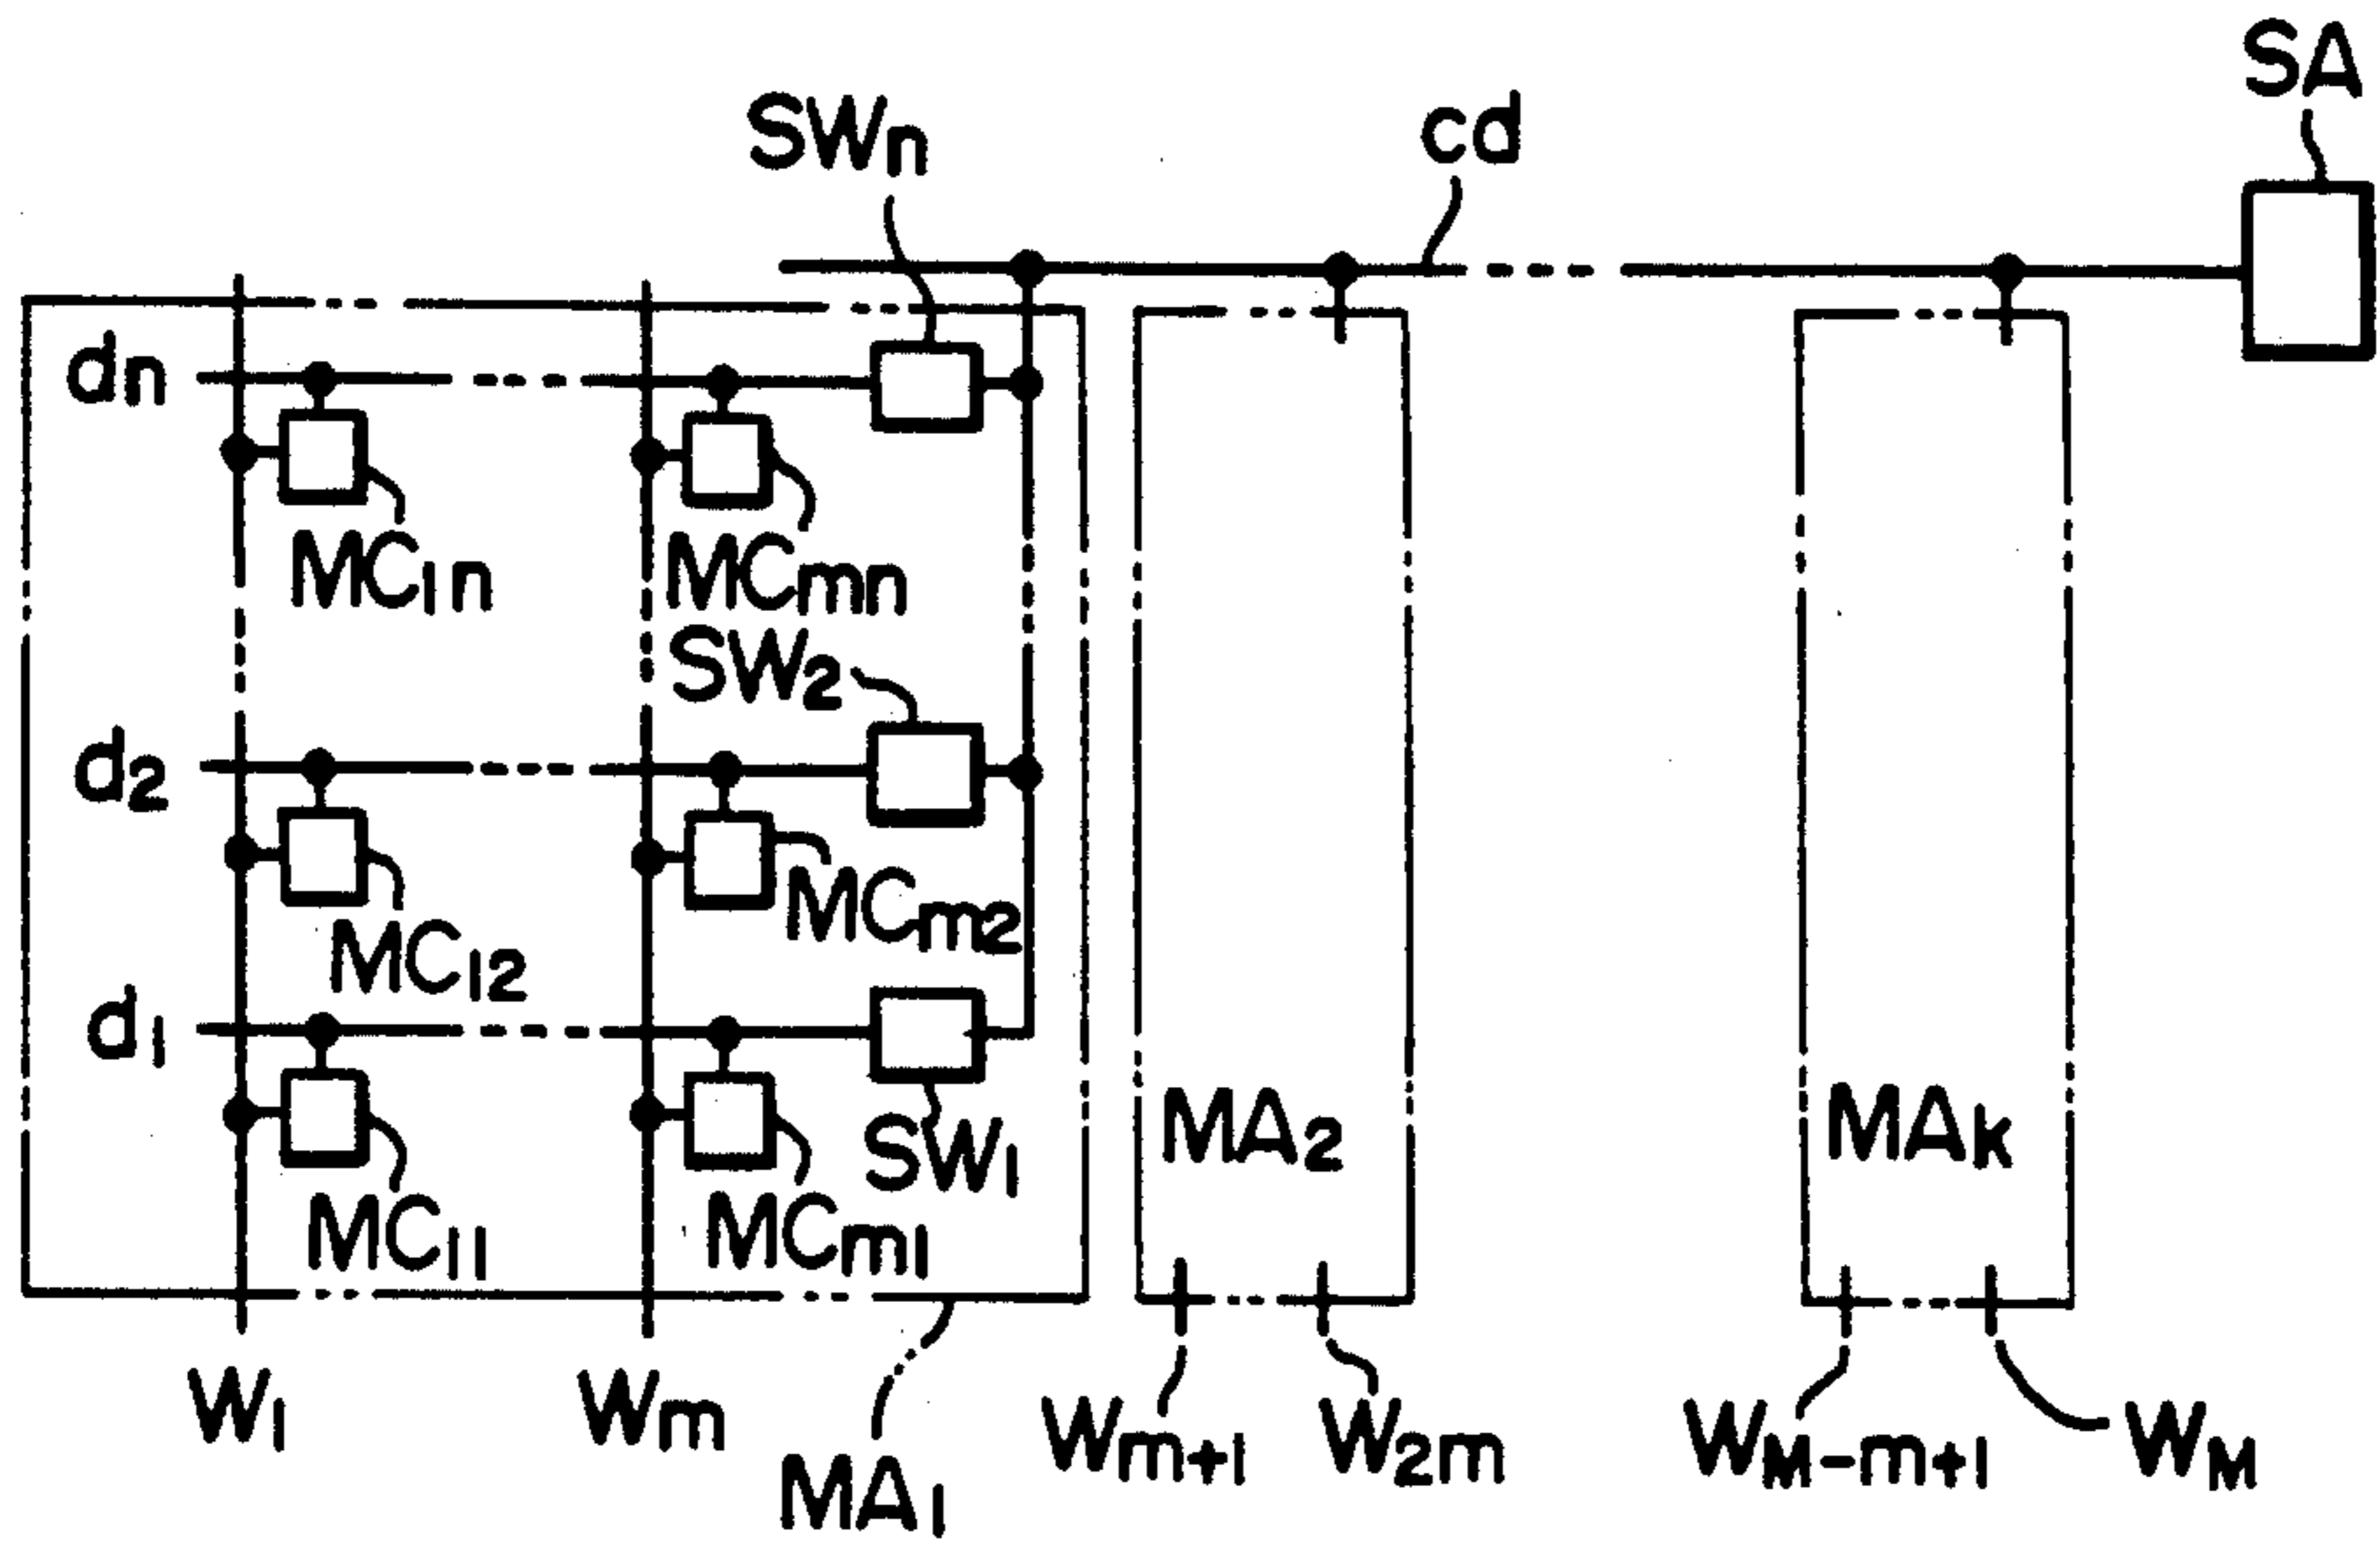 SA
SWn
cd
dn
MC1n
MCmn
SW2
d2
MCm2
MC12
d1
SW1
MA2
MAk
MC11
MCm1
W1
Wm
MA1
Wm+1
W2m
WM-m+1
WM